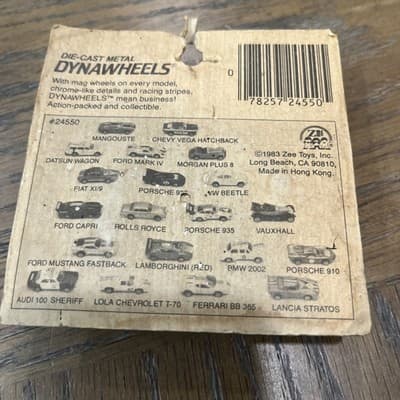 DIE-CAST METAL
DYNAWHEELS®
With mag wheels on every model,
chrome-like details and racing stripes,
DYNAWHEELS™ mean business!
Action-packed and collectible.
0
78257 24550
#24550
MANGOUSTE
CHEVY VEGA HATCHBACK
DATSUN WAGON
FORD MARK IV
MORGAN PLUS 8
©1983 Zee Toys, Inc.
Long Beach, CA 90810,
Made in Hong Kong.
FIAT X1/9
PORSCHE
VW BEETLE
FORD CAPRI
ROLLS ROYCE
PORSCHE 935
VAUXHALL
FORD MUSTANG FASTBACK
LAMBORGHINI (RED)
BMW 2002
PORSCHE 910
AUDI 100 SHERIFF
LOLA CHEVROLET T-70
FERRARI BB 365
LANCIA STRATOS